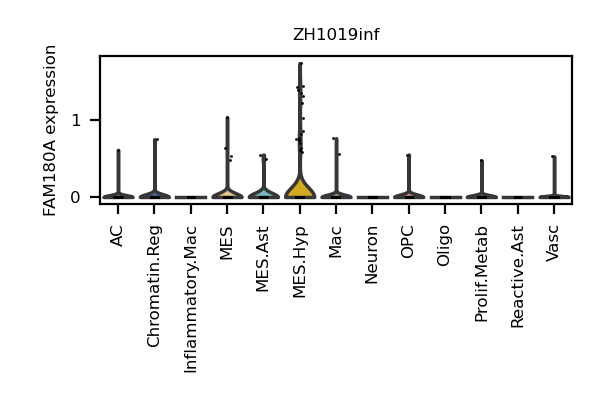 ZH1019inf
FAM180A expression
1
0
AC
Chromatin.Reg
Inflammatory.Mac
MES
MES.Ast
MES.Hyp
Mac
Neuron
OPC
Oligo
Prolif.Metab
Reactive.Ast
Vasc